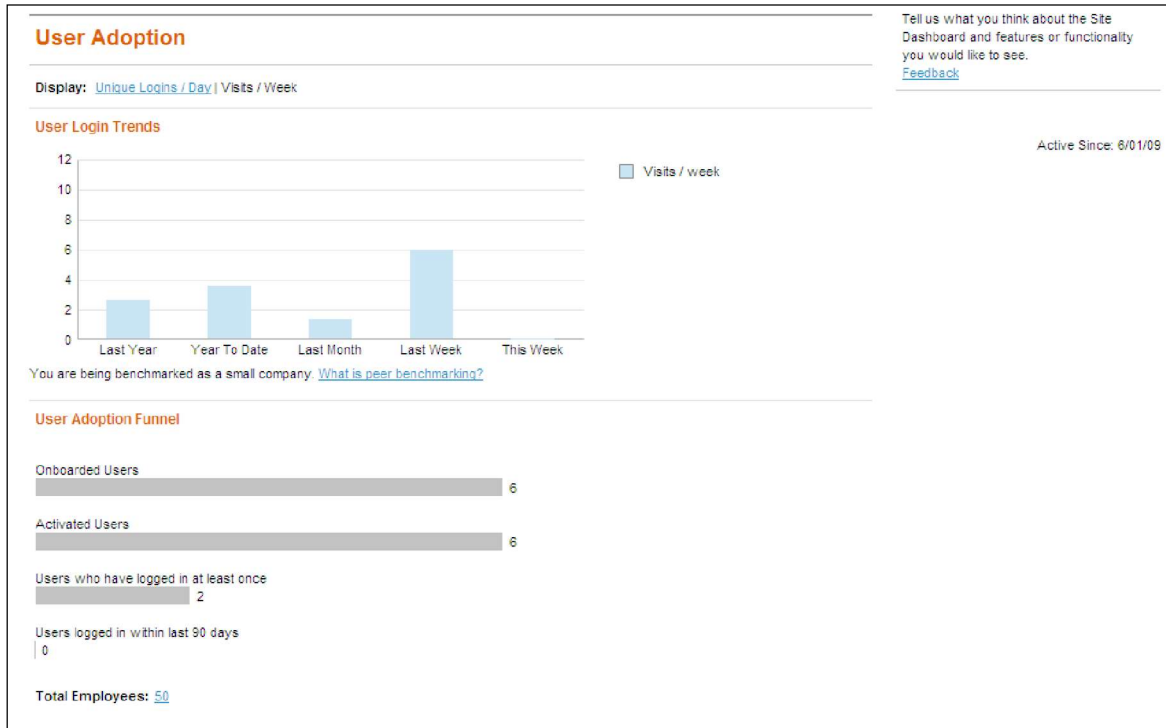 User Adoption
Display: Unique Logins / Day | Visits / Week
User Login Trends
12
10
8
6
4
2
0
Last Year Year To Date Last Month Last Week This Week
Visits / week
You are being benchmarked as a small company. What is peer benchmarking?
User Adoption Funnel
Onboarded Users
6
Activated Users
6
Users who have logged in at least once
2
Users logged in within last 90 days
0
Total Employees: 50
Tell us what you think about the Site
Dashboard and features or functionality
you would like to see.
Feedback
Active Since: 6/01/09